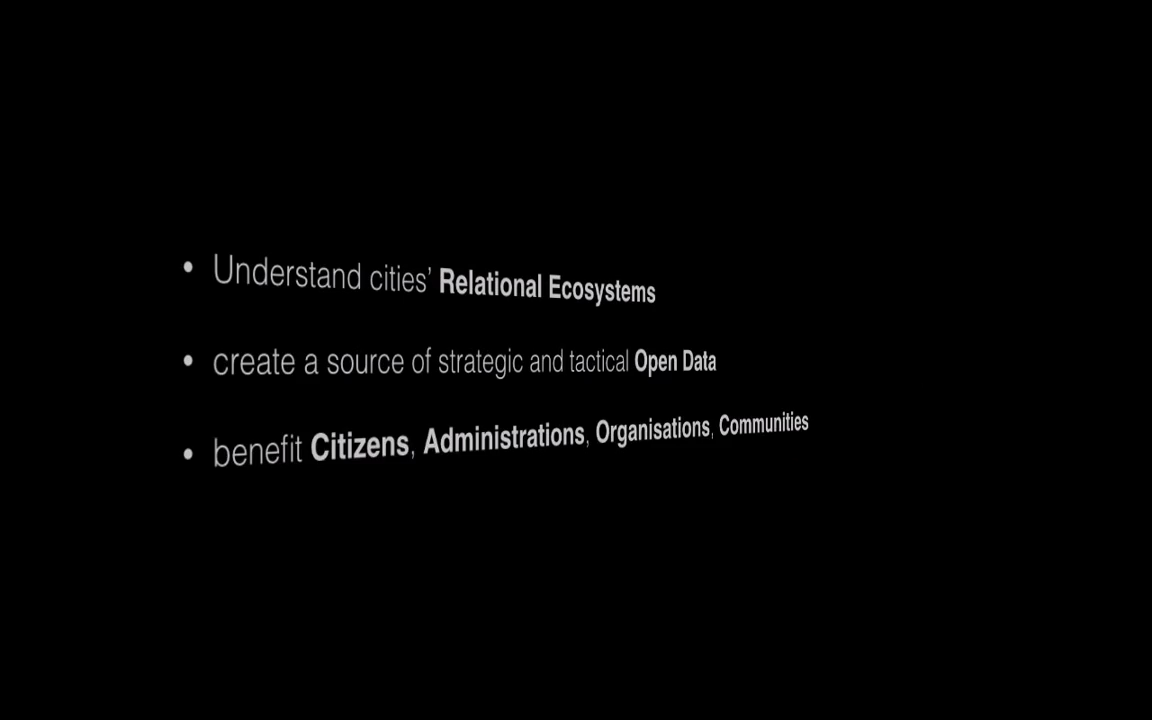 • Understand cities’ Relational Ecosystems
• create a source of strategic and tactical Open Data
• benefit Citizens, Administrations, Organisations, Communities